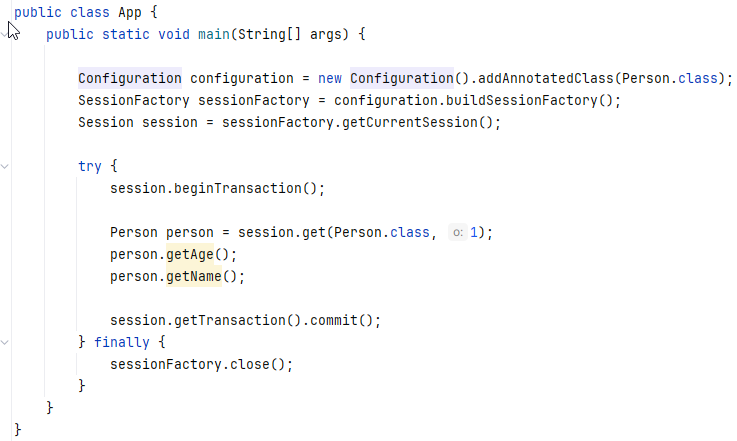 public class App {
public static void main(String[] args) {
Configuration configuration = new Configuration().addAnnotatedClass(Person.class);
SessionFactory sessionFactory = configuration.buildSessionFactory();
Session session = sessionFactory.getCurrentSession();
try {
session.beginTransaction();
Person person = session.get(Person.class, o: 1);
person.getAge();
person.getName();
session.getTransaction().commit();
} finally {
sessionFactory.close();
}
}
}